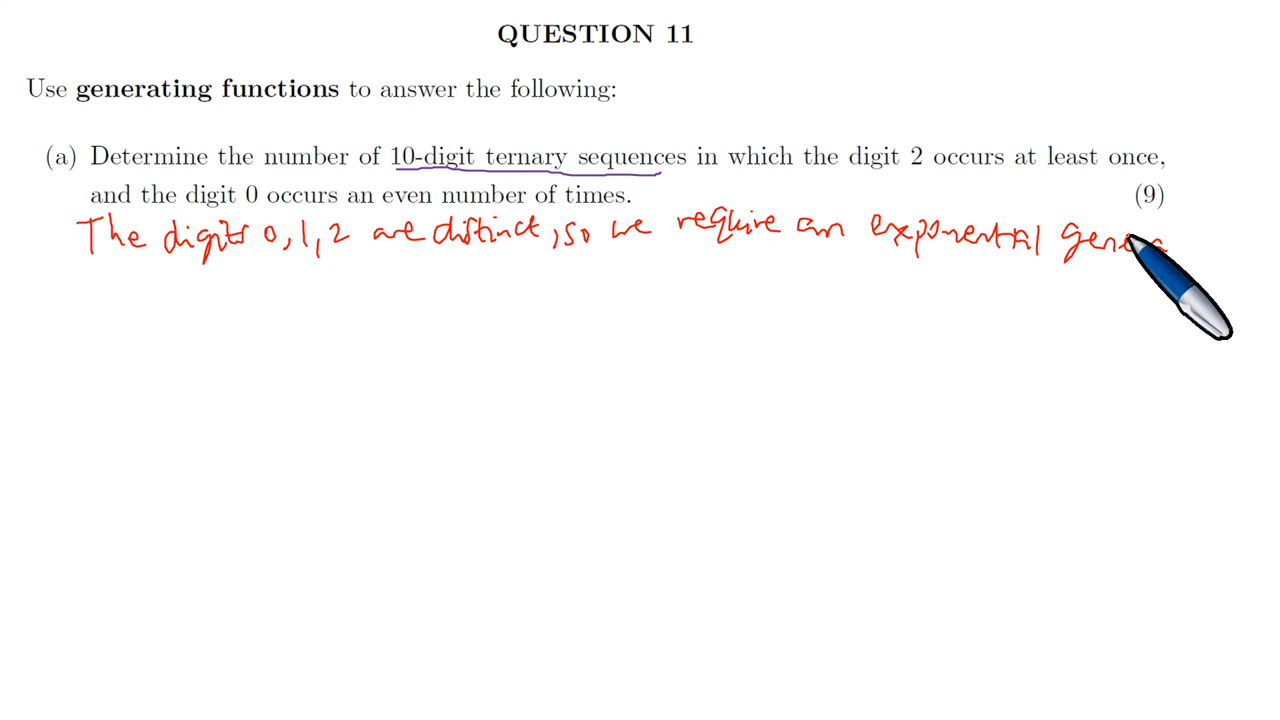 QUESTION 11
Use generating functions to answer the following:
(a) Determine the number of 10-digit ternary sequences in which the digit 2 occurs at least once,
and the digit 0 occurs an even number of times. (9)
The digits 0, 1, 2 are distinct, so we require an exponential